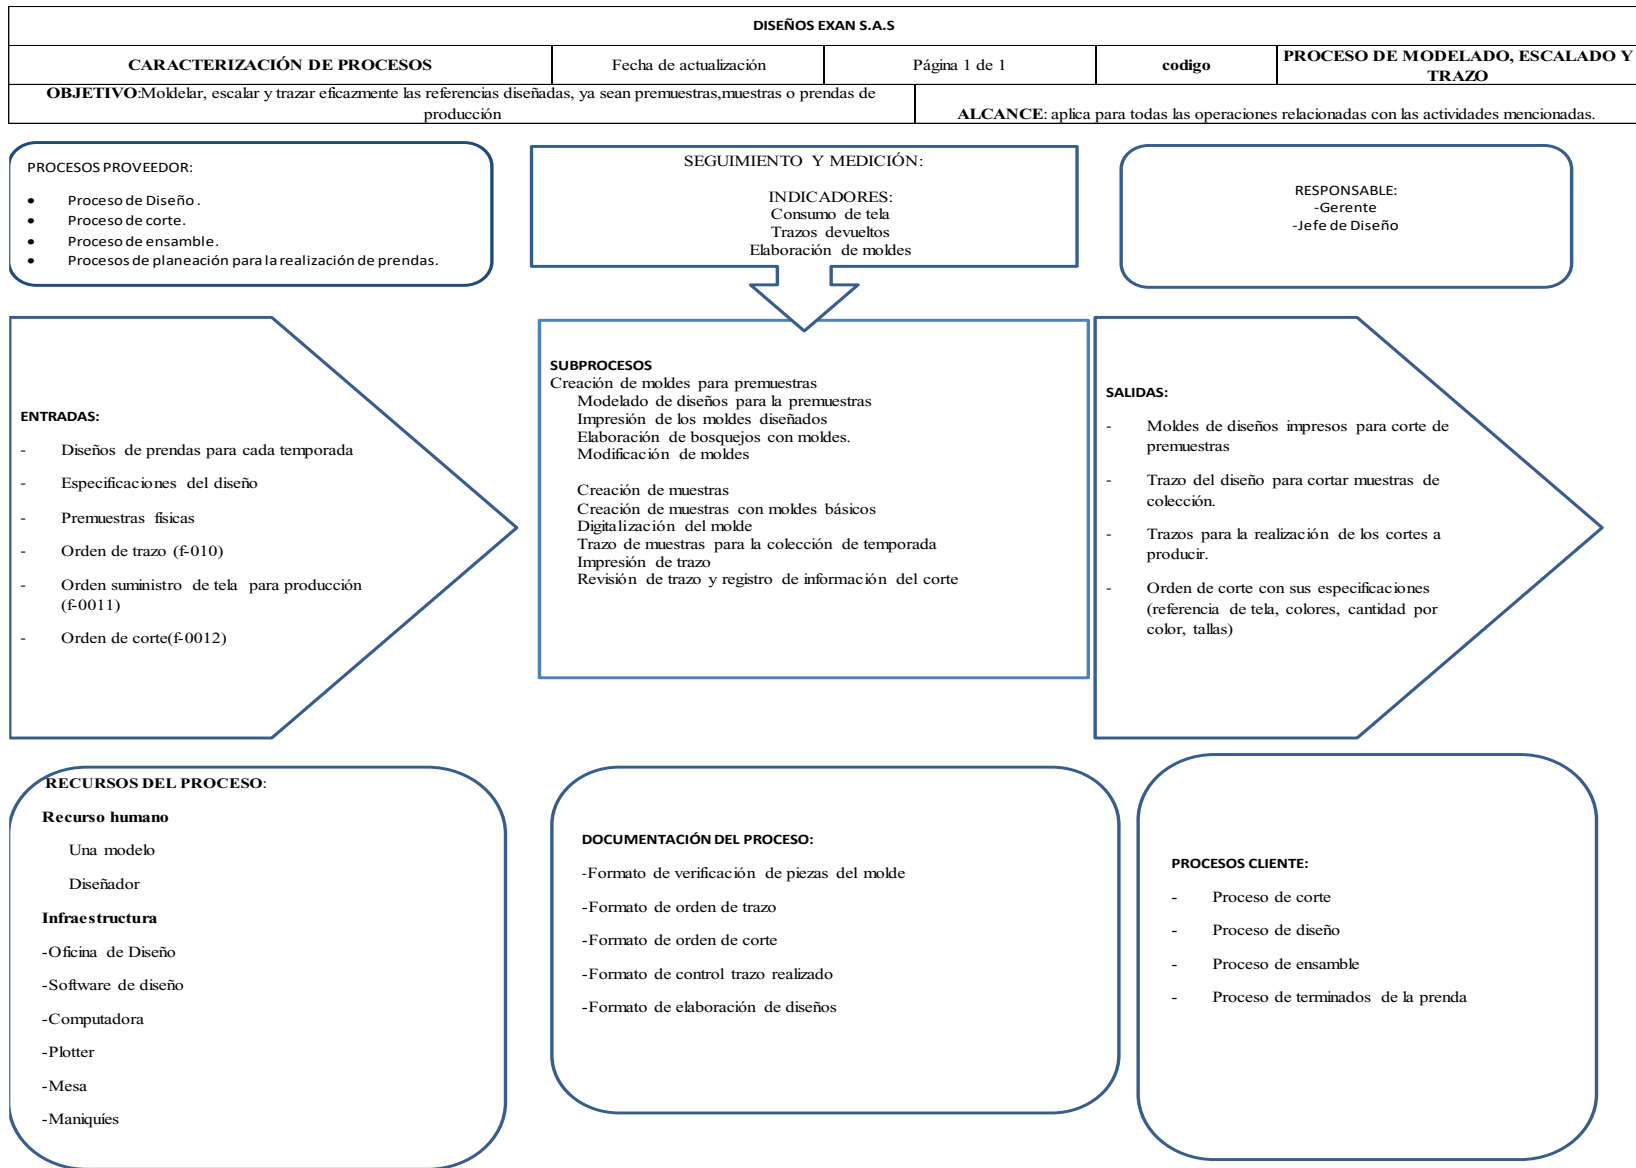 DISEÑOS EXAN S.A.S
CARACTERIZACIÓN DE PROCESOS
Fecha de actualización
Página 1 de 1
codigo
PROCESO DE MODELADO, ESCALADO Y
TRAZO
OBJETIVO:Moldelar, escalar y trazar eficazmente las referencias diseñadas, ya sean premuestras,muestras o prendas de
producción
ALCANCE: aplica para todas las operaciones relacionadas con las actividades mencionadas.
PROCESOS PROVEEDOR:
• Proceso de Diseño .
• Proceso de corte.
• Proceso de ensamble.
• Procesos de planeación para la realización de prendas.
SEGUIMIENTO Y MEDICIÓN:
INDICADORES:
Consumo de tela
Trazos devueltos
Elaboración de moldes
RESPONSABLE:
-Gerente
-Jefe de Diseño
ENTRADAS:
- Diseños de prendas para cada temporada
- Especificaciones del diseño
- Premuestras físicas
- Orden de trazo (f-010)
- Orden suministro de tela para producción
(f-0011)
- Orden de corte(f-0012)
SUBPROCESOS
Creación de moldes para premuestras
Modelado de diseños para la premuestras
Impresión de los moldes diseñados
Elaboración de bosquejos con moldes.
Modificación de moldes
Creación de muestras
Creación de muestras con moldes básicos
Digitalización del molde
Trazo de muestras para la colección de temporada
Impresión de trazo
Revisión de trazo y registro de información del corte
SALIDAS:
- Moldes de diseños impresos para corte de
premuestras
- Trazo del diseño para cortar muestras de
colección.
- Trazos para la realización de los cortes a
producir.
- Orden de corte con sus especificaciones
(referencia de tela, colores, cantidad por
color, tallas)
RECURSOS DEL PROCESO:
Recurso humano
Una modelo
Diseñador
Infraestructura
-Oficina de Diseño
-Software de diseño
-Computadora
-Plotter
-Mesa
-Maniquíes
DOCUMENTACIÓN DEL PROCESO:
-Formato de verificación de piezas del molde
-Formato de orden de trazo
-Formato de orden de corte
-Formato de control trazo realizado
-Formato de elaboración de diseños
PROCESOS CLIENTE:
- Proceso de corte
- Proceso de diseño
- Proceso de ensamble
- Proceso de terminados de la prenda